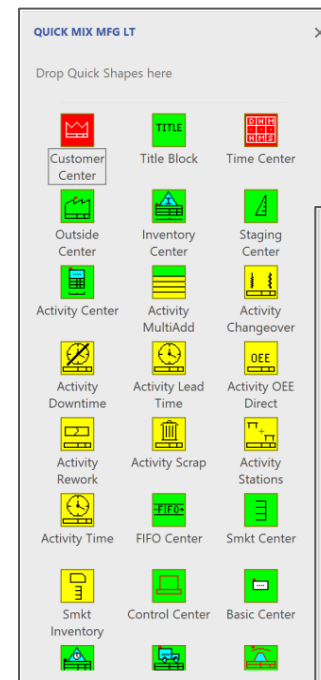 QUICK MIX MFG LT
Drop Quick Shapes here
TITLE
D H M
H M S
Customer Center
Title Block
Time Center
Outside Center
Inventory Center
Staging Center
OEE
Activity Center
Activity MultiAdd
Activity Changeover
Activity Downtime
Activity Lead Time
Activity OEE Direct
Activity Rework
Activity Scrap
Activity Stations
FIFO
Activity Time
FIFO Center
Smkt Center
Smkt Inventory
Control Center
Basic Center